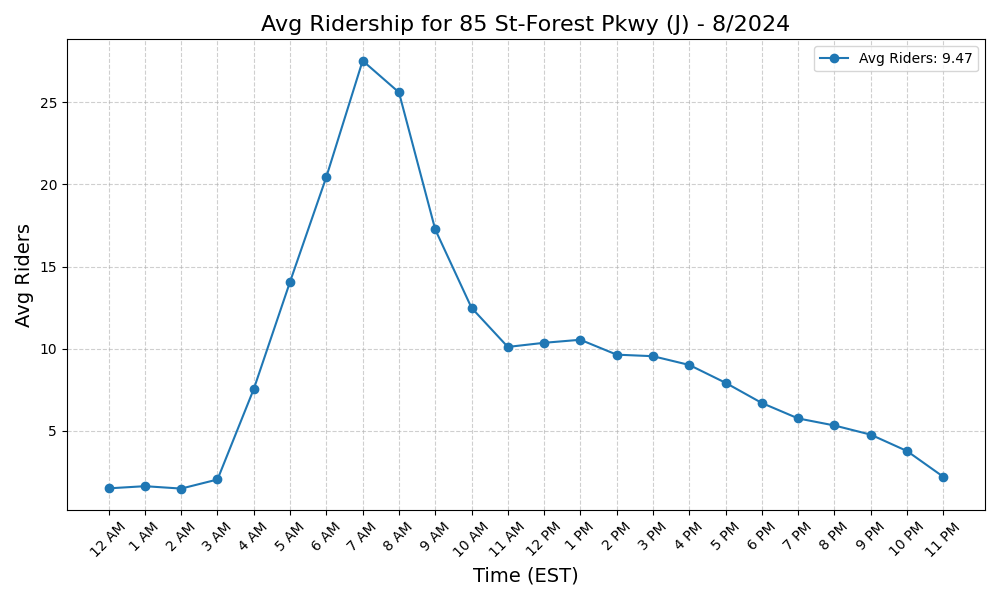 Avg Ridership for 85 St-Forest Pkwy (J) - 8/2024
Avg Riders: 9.47
Avg Riders
25
20
15
10
5
12 AM
1 AM
2 AM
3 AM
4 AM
5 AM
6 AM
7 AM
8 AM
9 AM
10 AM
11 AM
12 PM
1 PM
2 PM
3 PM
4 PM
5 PM
6 PM
7 PM
8 PM
9 PM
10 PM
11 PM
Time (EST)